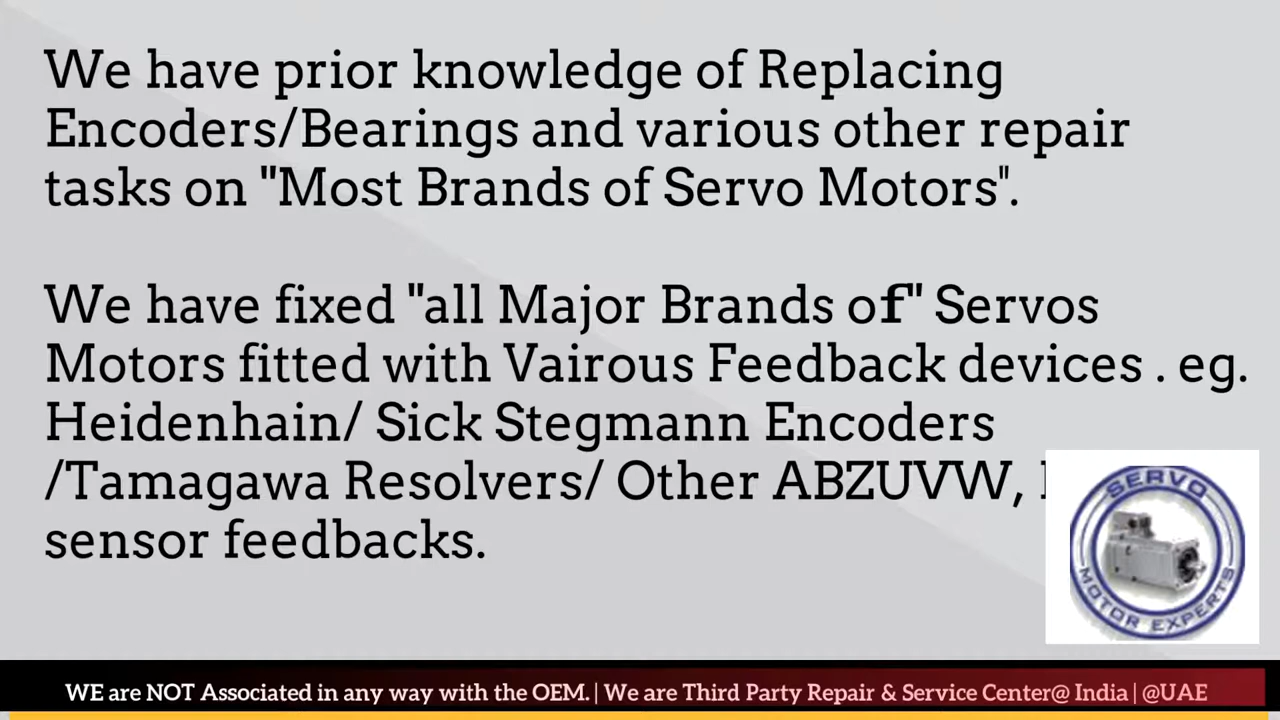 We have prior knowledge of Replacing
Encoders/Bearings and various other repair
tasks on "Most Brands of Servo Motors".
We have fixed "all Major Brands of" Servos
Motors fitted with Vairous Feedback devices . eg.
Heidenhain/ Sick Stegmann Encoders
/Tamagawa Resolvers/ Other ABZUVW,
sensor feedbacks.
SERVO
MOTOR EXPERTS
WE are NOT Associated in any way with the OEM. | We are Third Party Repair & Service Center@ India | @UAE